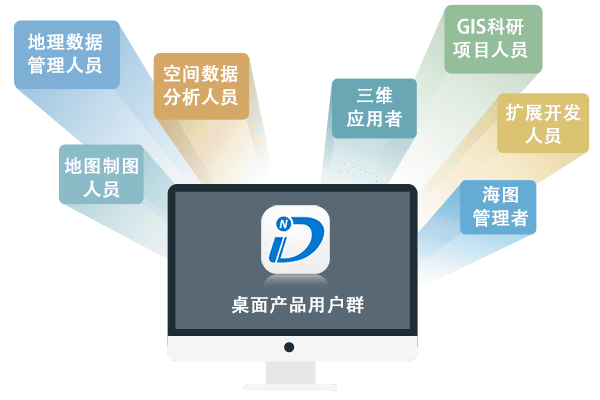 地理数据
管理人员
空间数据
分析人员
三维
应用者
GIS科研
项目人员
扩展开发
人员
地图制图
人员
海图
管理者
N
iD
桌面产品用户群